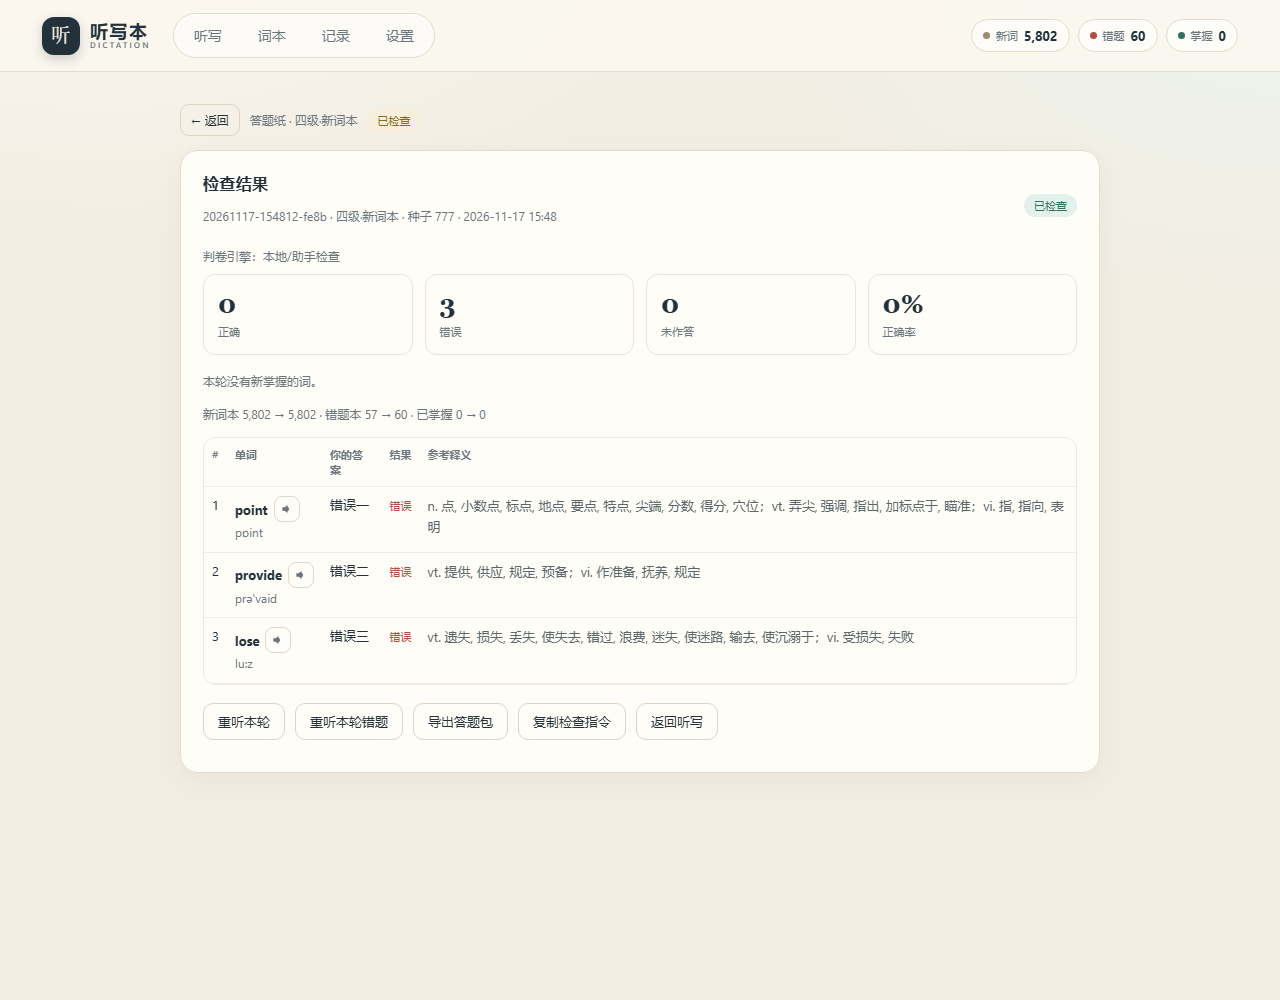 听 听写本 DICTATION 听写 词本 记录 设置 新词 5,802 错题 60 掌握 0
← 返回 答题纸 · 四级·新词本 已检查
检查结果
20261117-154812-fe8b · 四级·新词本 · 种子 777 · 2026-11-17 15:48
已检查
判卷引擎：本地/助手检查
0 3 0 0%
正确 错误 未作答 正确率
本轮没有新掌握的词。
新词本 5,802 → 5,802 · 错题本 57 → 60 · 已掌握 0 → 0
# 单词 你的答案 结果 参考释义
1 point 错误一 错误 n. 点, 小数点, 标点, 地点, 要点, 特点, 尖端, 分数, 得分, 穴位；vt. 弄尖, 强调, 指出, 加标点于, 瞄准；vi. 指, 指向, 表明
pɒint
2 provide 错误二 错误 vt. 提供, 供应, 规定, 预备；vi. 作准备, 抚养, 规定
prә'vaid
3 lose 错误三 错误 vt. 遗失, 损失, 丢失, 使失去, 错过, 浪费, 迷失, 使迷路, 输去, 使沉溺于；vi. 受损失, 失败
lu:z
重听本轮 重听本轮错题 导出答题包 复制检查指令 返回听写